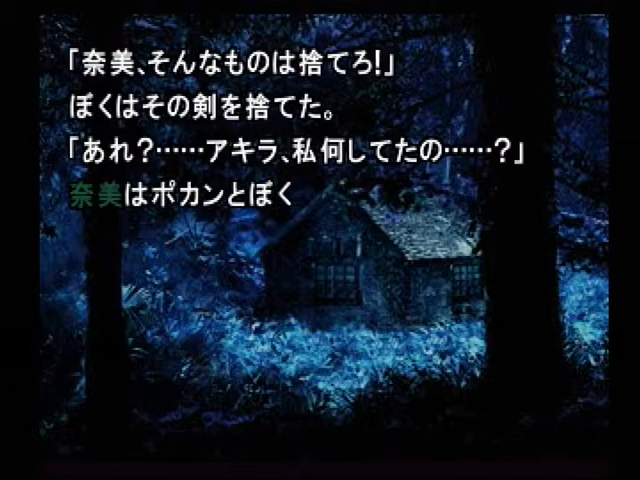 「奈美、そんなものは捨てろ!」
ぼくはその剣を捨てた。
「あれ?……アキラ、私何してたの……?」
奈美はポカンとぼく